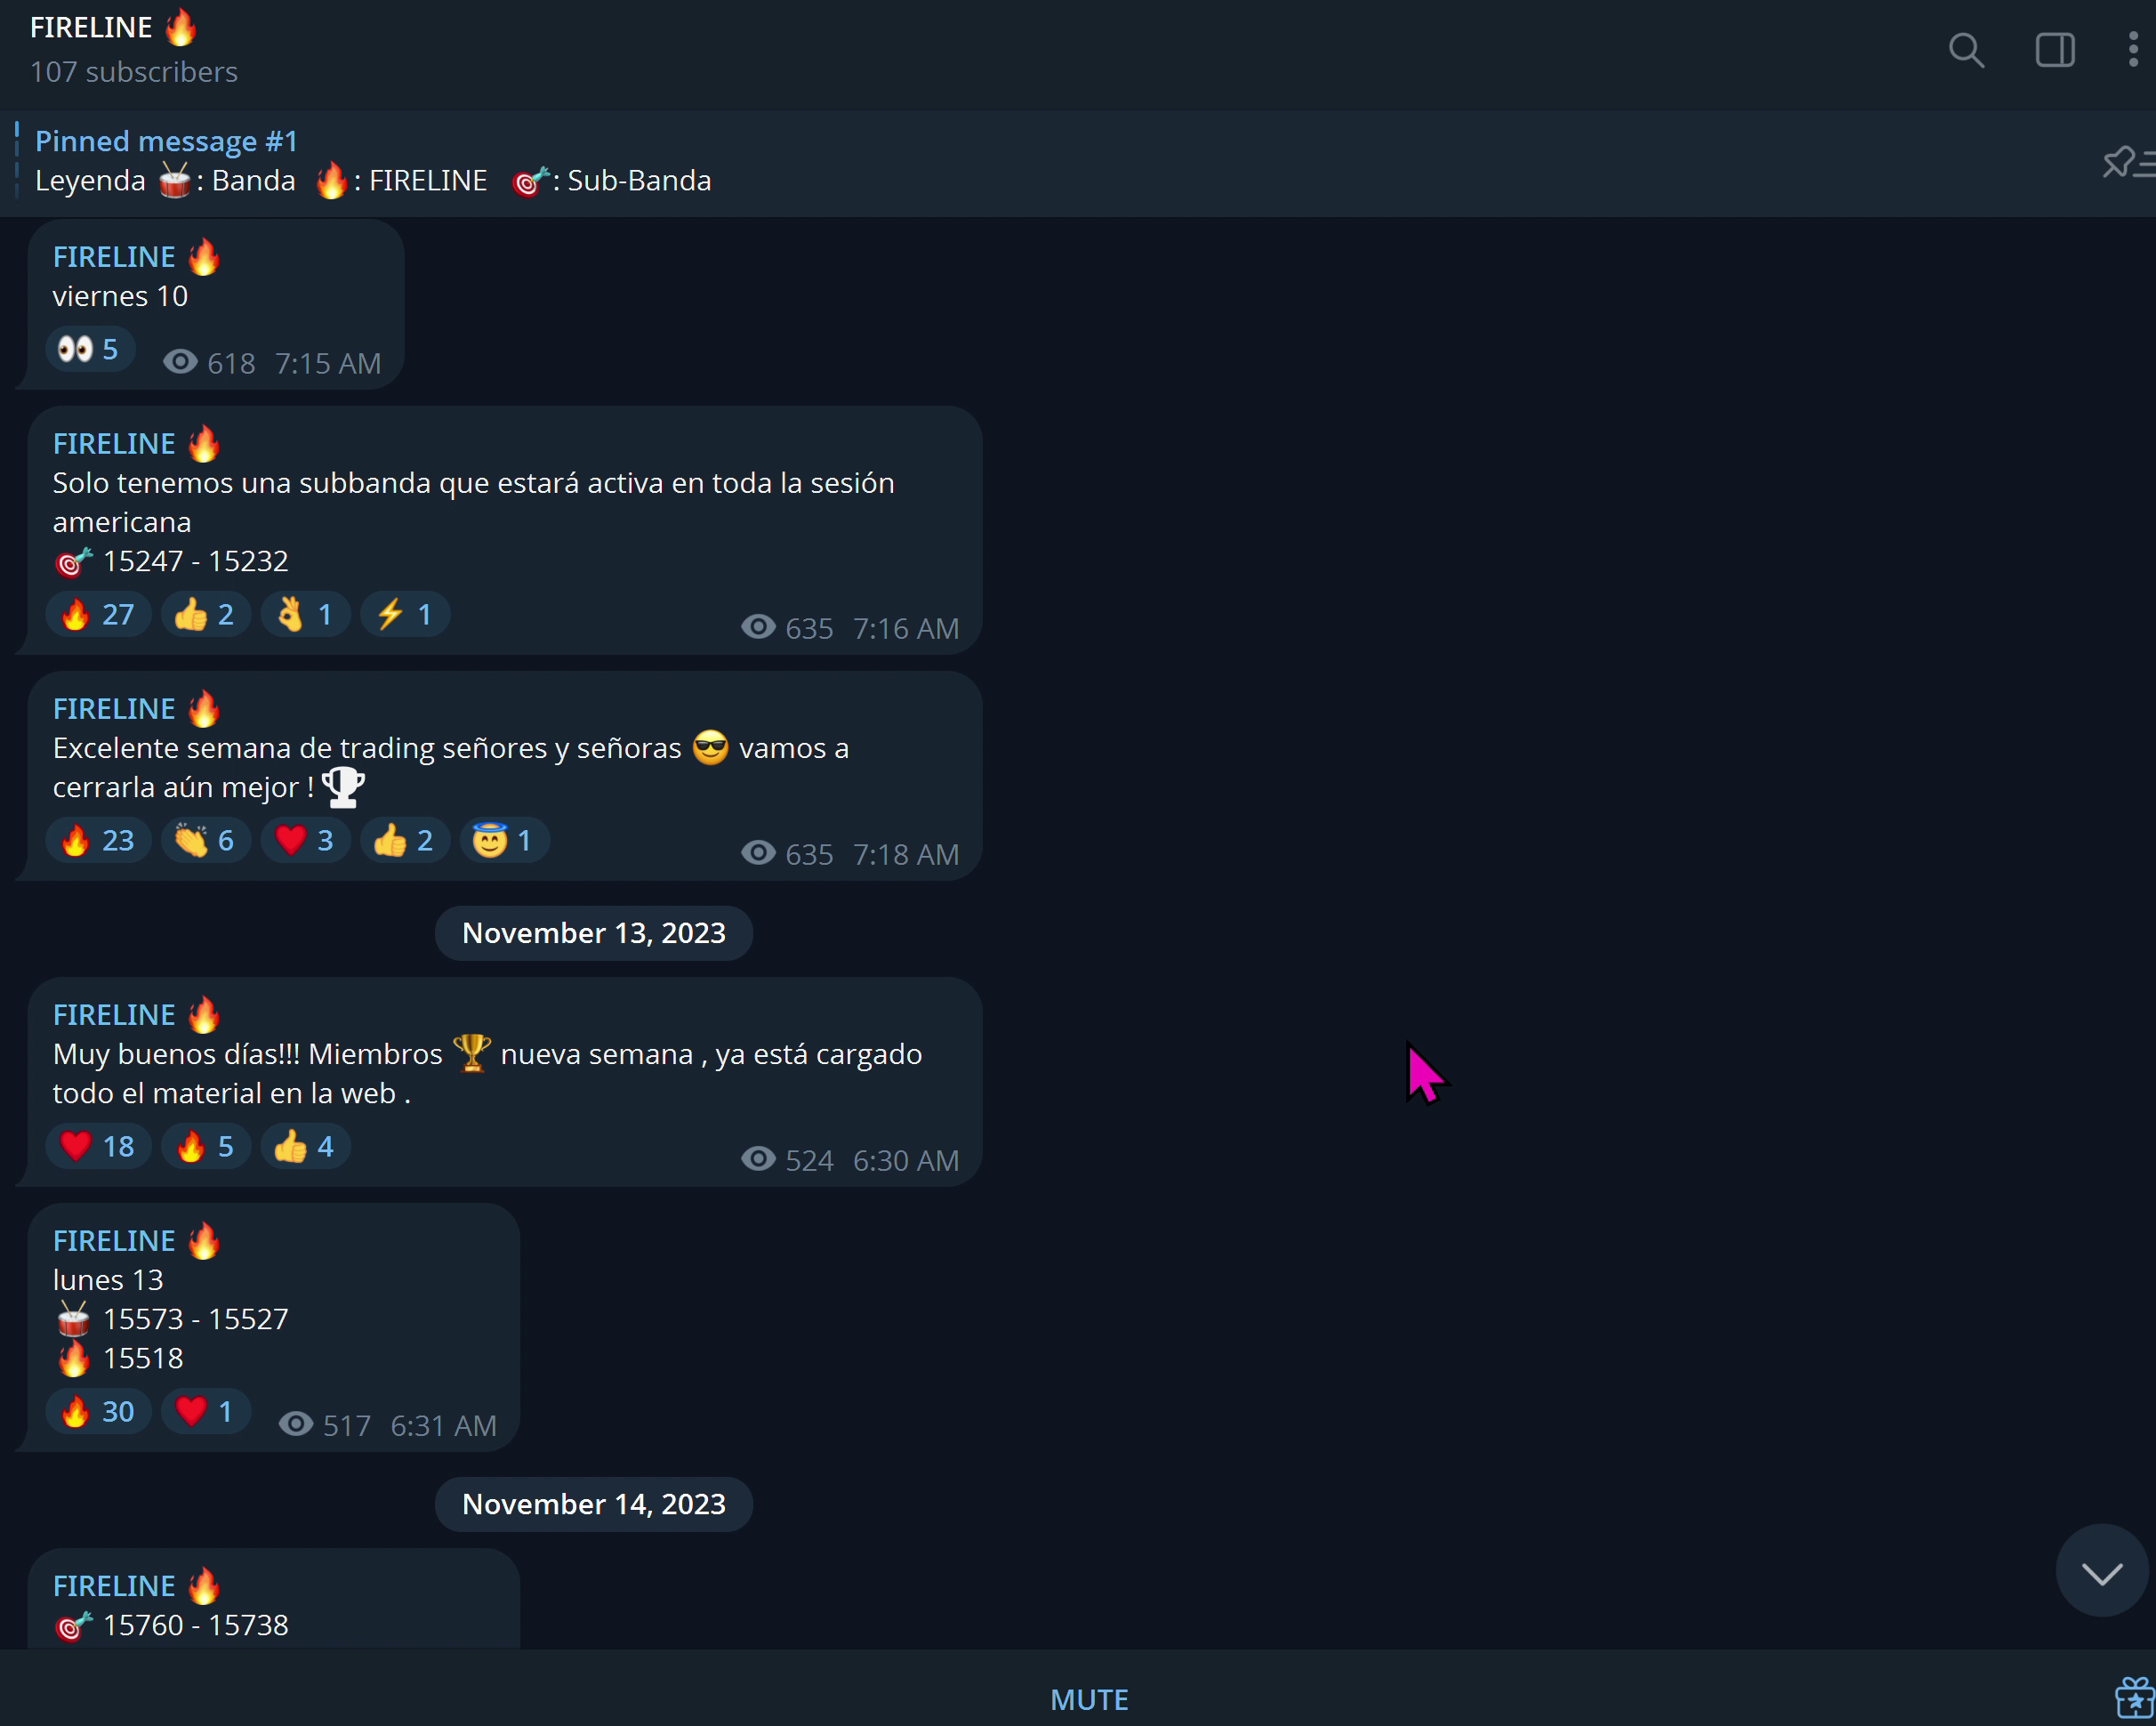 FIRELINE 🔥
107 subscribers
Pinned message #1
Leyenda 🥁: Banda 🔥: FIRELINE 🎯: Sub-Banda
FIRELINE 🔥
viernes 10
👀 5 618 7:15 AM
FIRELINE 🔥
Solo tenemos una subbanda que estará activa en toda la sesión
americana
🎯 15247 - 15232
🔥 27 👍 2 👌 1 ⚡ 1 635 7:16 AM
FIRELINE 🔥
Excelente semana de trading señores y señoras 😎 vamos a
cerrarla aún mejor ! 🏆
🔥 23 👏 6 ❤️ 3 👍 2 😇 1 635 7:18 AM
November 13, 2023
FIRELINE 🔥
Muy buenos días!!! Miembros 🏆 nueva semana , ya está cargado
todo el material en la web .
❤️ 18 🔥 5 👍 4 524 6:30 AM
FIRELINE 🔥
lunes 13
🥁 15573 - 15527
🔥 15518
🔥 30 ❤️ 1 517 6:31 AM
November 14, 2023
FIRELINE 🔥
🎯 15760 - 15738
MUTE